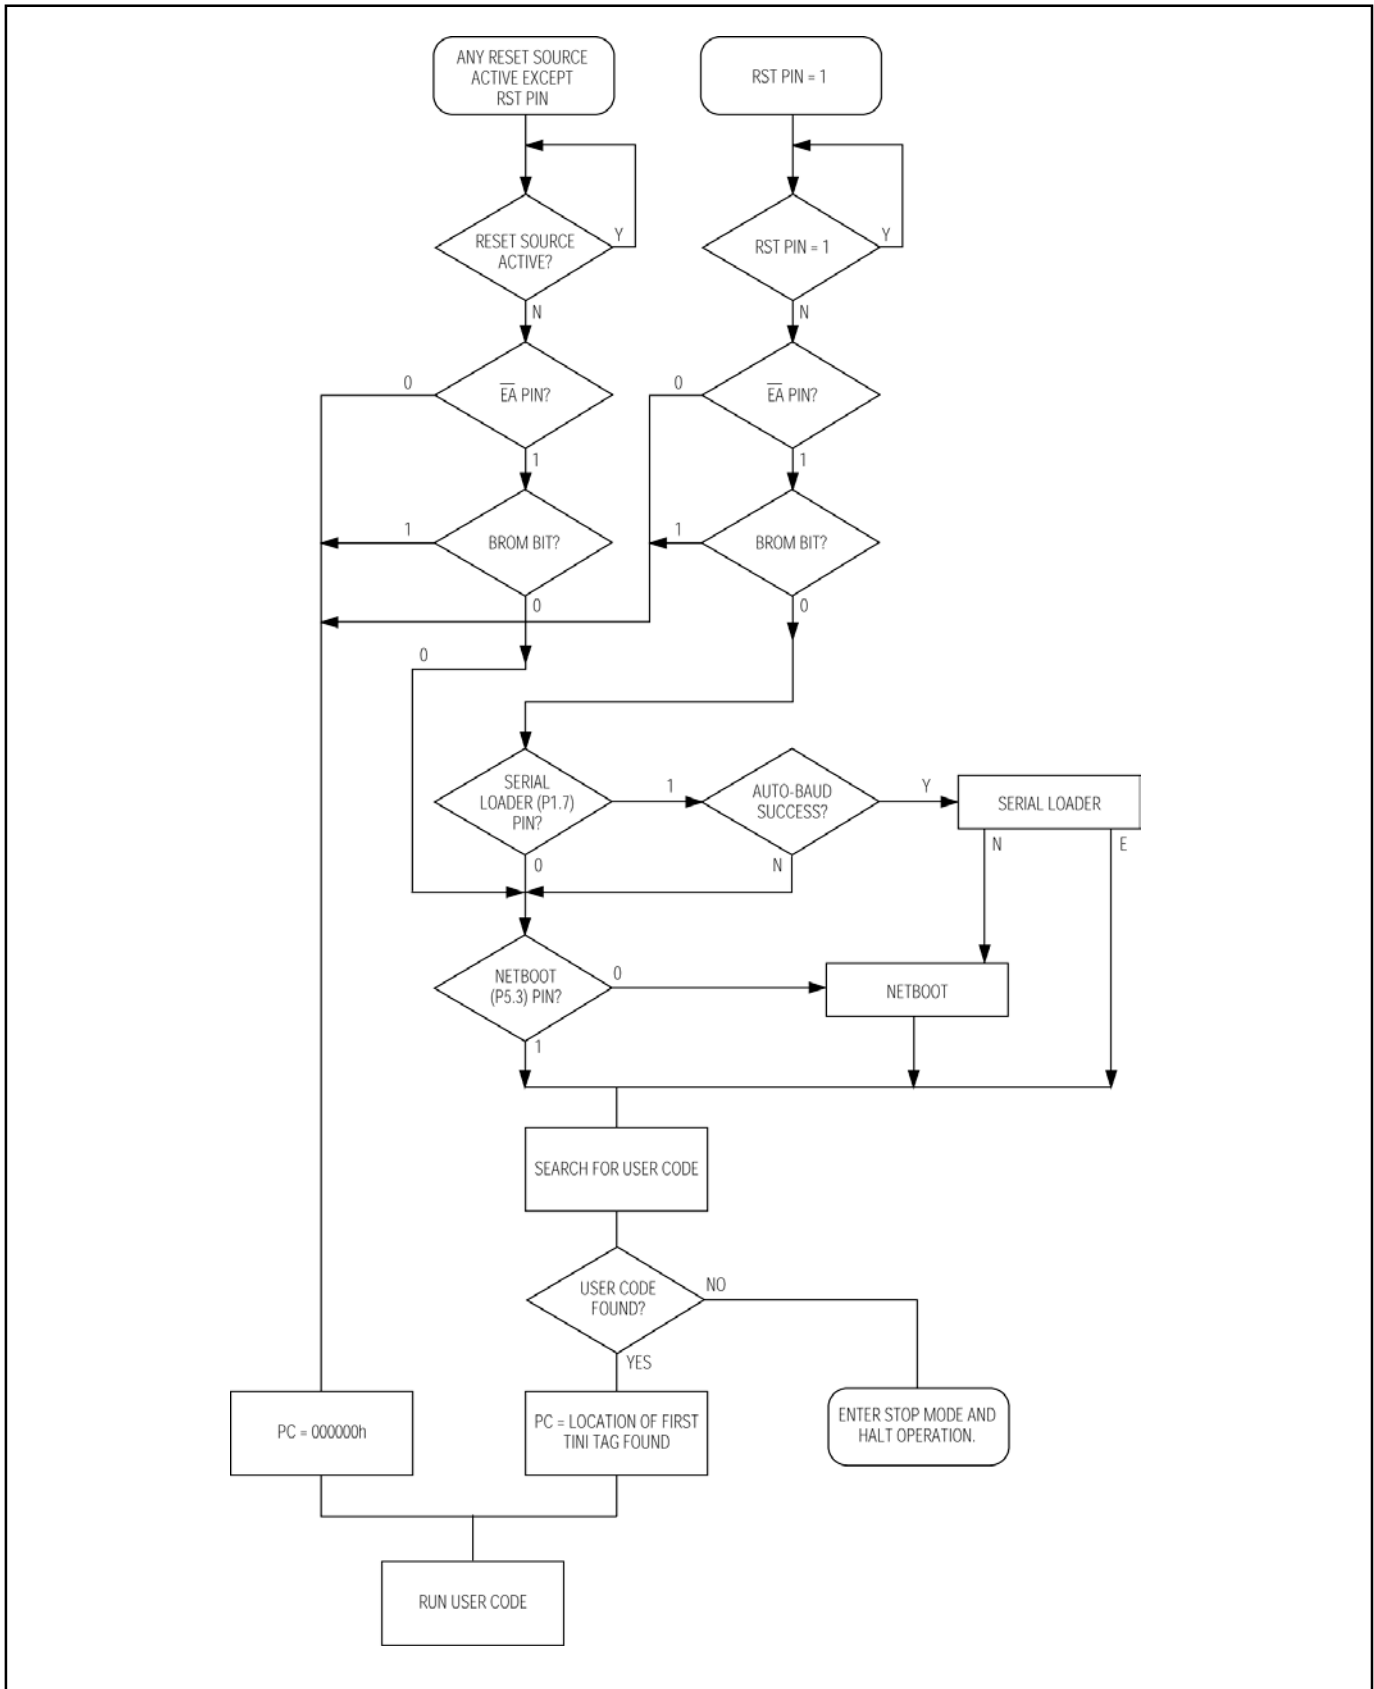 ANY RESET SOURCE
ACTIVE EXCEPT
RST PIN
RST PIN = 1
RESET SOURCE
ACTIVE?
Y
RST PIN = 1
Y
N
N
0
EA PIN?
0
EA PIN?
1
1
1
BROM BIT?
1
BROM BIT?
0
0
0
SERIAL
LOADER (P1.7)
PIN?
1
AUTO-BAUD
SUCCESS?
Y
SERIAL LOADER
0
N
N
E
NETBOOT
(P5.3) PIN?
0
NETBOOT
1
SEARCH FOR USER CODE
USER CODE
FOUND?
NO
YES
PC = 000000h
PC = LOCATION OF FIRST
TINI TAG FOUND
ENTER STOP MODE AND
HALT OPERATION.
RUN USER CODE